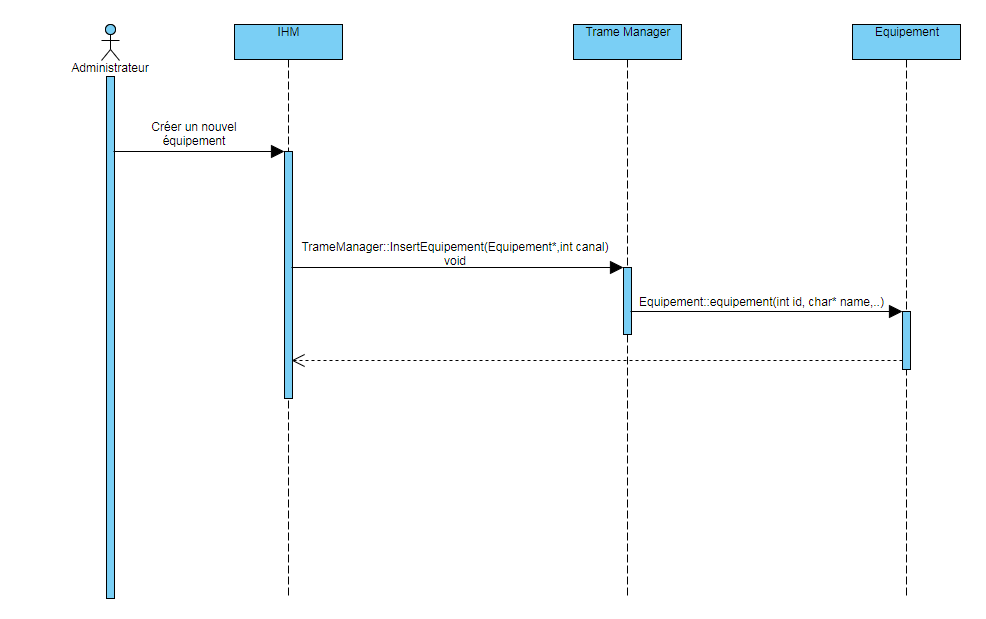 IHM
Trame Manager
Equipement
Administrateur
Créer un nouvel
équipement
TrameManager::InsertEquipement(Equipement*,int canal)
void
Equipement::equipement(int id, char* name,..)